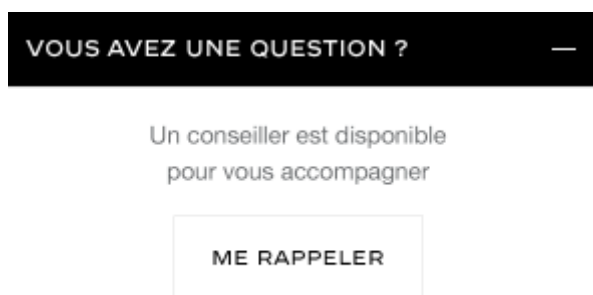 VOUS AVEZ UNE QUESTION ?
Un conseiller est disponible
pour vous accompagner
ME RAPPELER